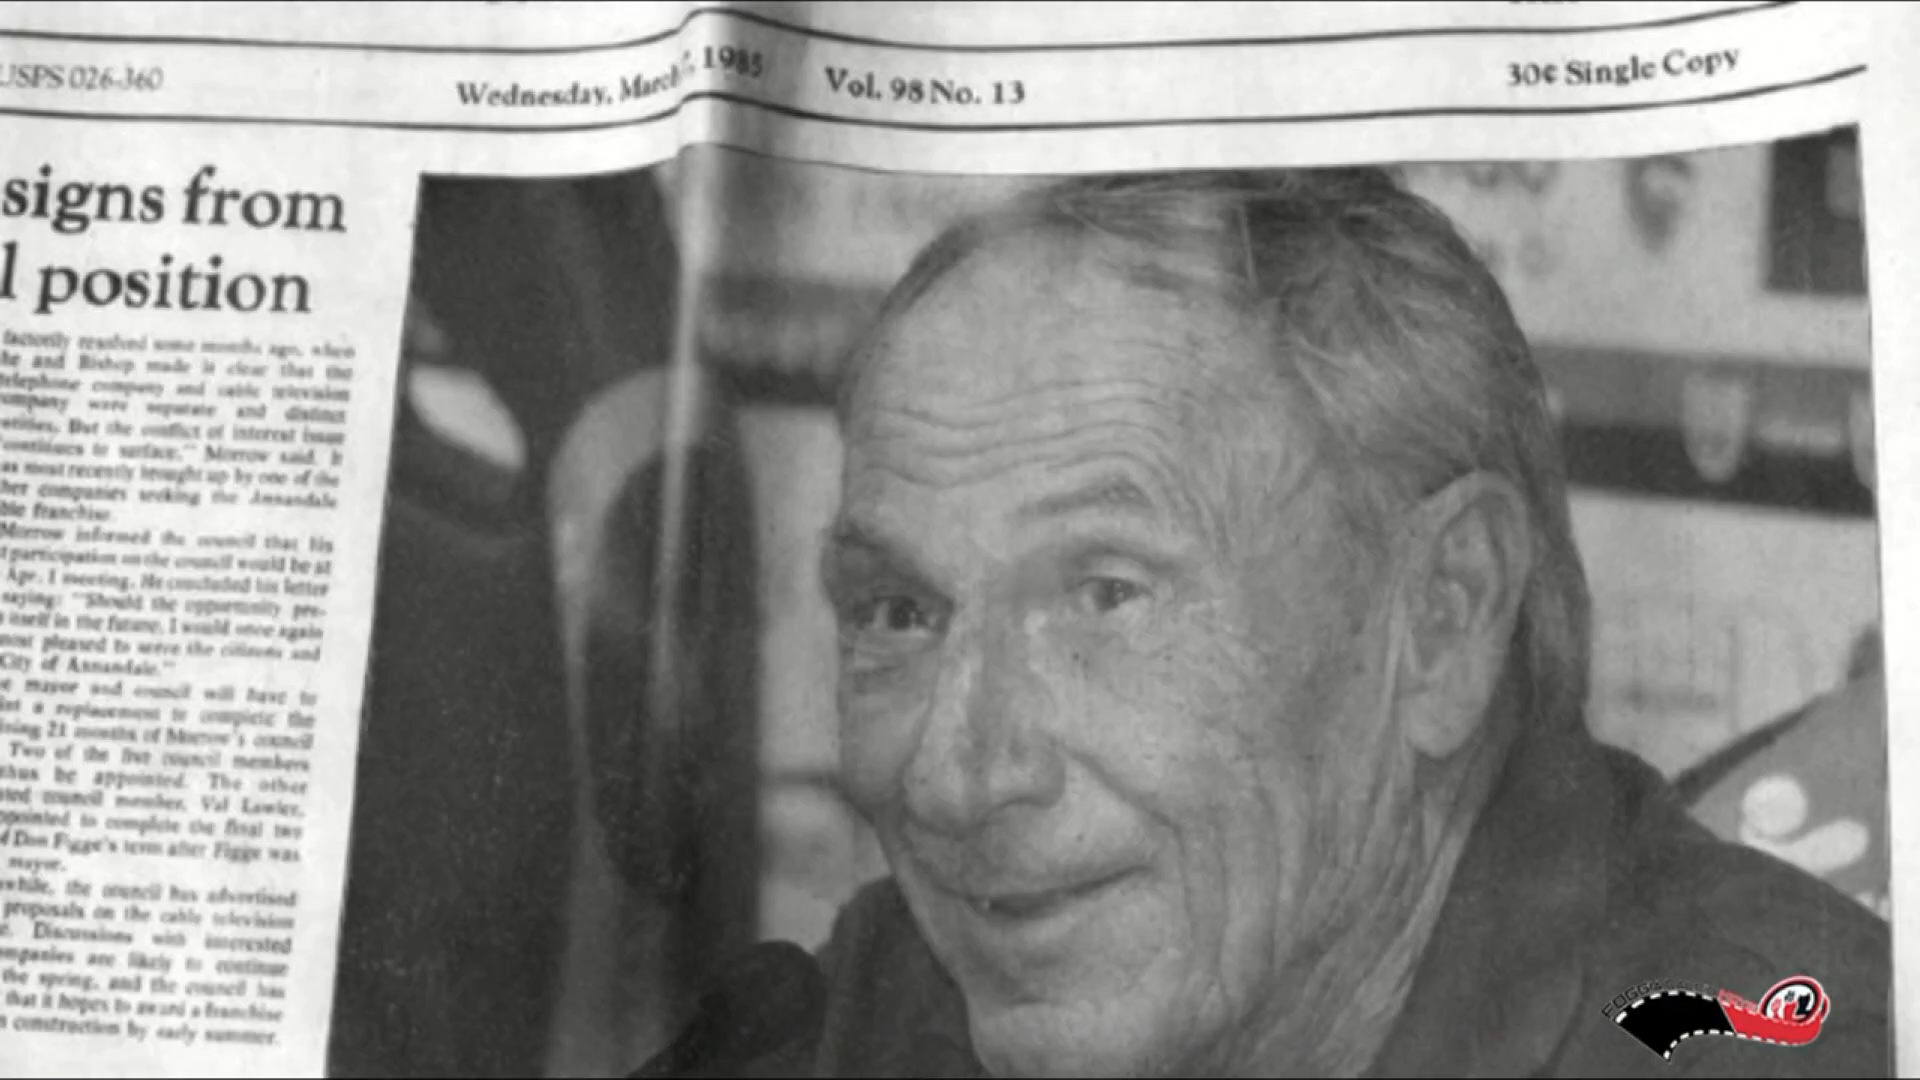 USPS 026-360
Wednesday, March 1985
Vol. 98 No. 13
30¢ Single Copy
signs from
l position
factorily resolved some months ago, when
he and Bishop made it clear that the
telephone company and cable television
company were separate and distinct
entities. But the conflict of interest issue
"continues to surface," Morrow said. It
as most recently brought up by one of the
her companies seeking the Annandale
ble franchise.
Morrow informed the council that his
participation on the council would be at
Apr. 1 meeting. He concluded his letter
saying: "Should the opportunity pre-
itself in the future, I would once again
most pleased to serve the citizens and
City of Annandale."
e mayor and council will have to
a replacement to complete the
ining 21 months of Morrow's council
Two of the five council members
thus be appointed. The other
ted council member, Val Lawler,
ppointed to complete the final two
Don Figge's term after Figge was
mayor.
while, the council has advertised
proposals on the cable television
e. Discussions with interested
mpanies are likely to continue
the spring, and the council has
that it hopes to award a franchise
construction by early summer.